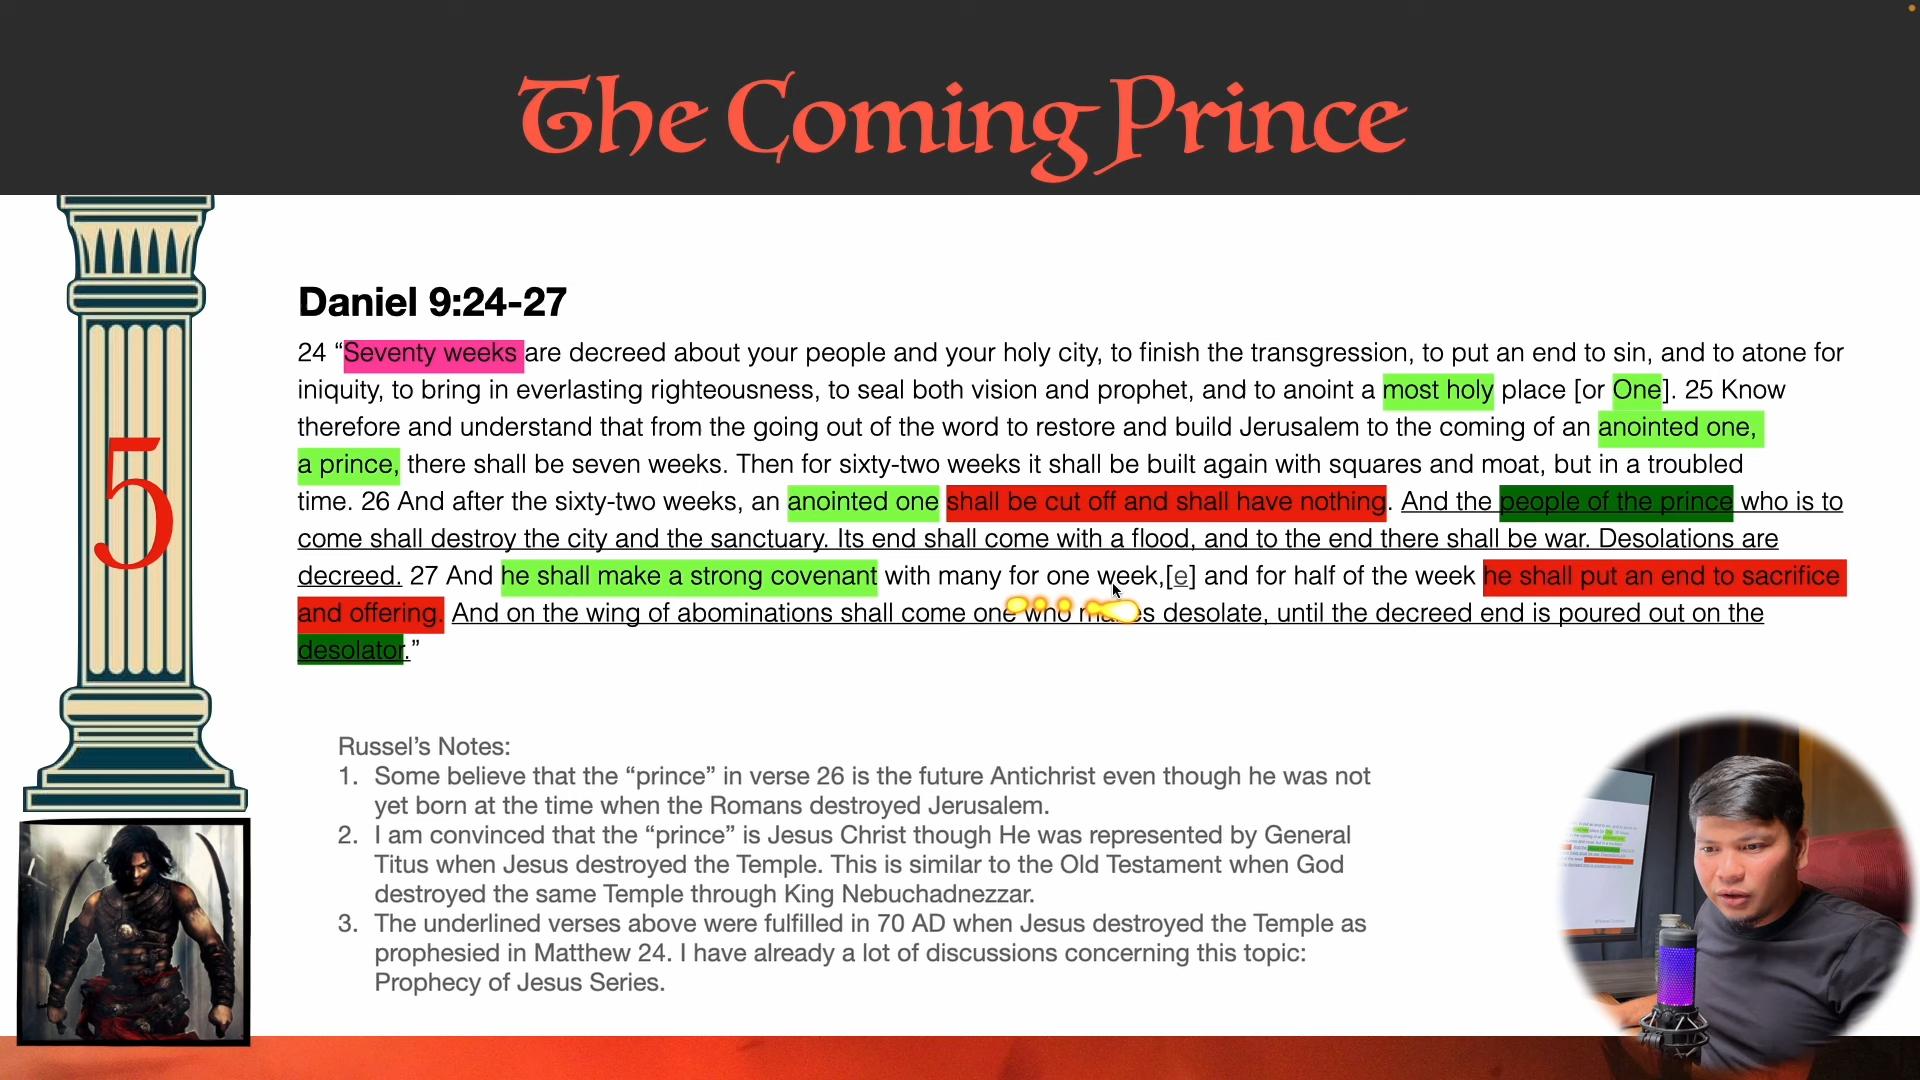 The Coming Prince
5
Daniel 9:24-27
24 “Seventy weeks are decreed about your people and your holy city, to finish the transgression, to put an end to sin, and to atone for
iniquity, to bring in everlasting righteousness, to seal both vision and prophet, and to anoint a most holy place [or One]. 25 Know
therefore and understand that from the going out of the word to restore and build Jerusalem to the coming of an anointed one,
a prince, there shall be seven weeks. Then for sixty-two weeks it shall be built again with squares and moat, but in a troubled
time. 26 And after the sixty-two weeks, an anointed one shall be cut off and shall have nothing. And the people of the prince who is to
come shall destroy the city and the sanctuary. Its end shall come with a flood, and to the end there shall be war. Desolations are
decreed. 27 And he shall make a strong covenant with many for one week,[e] and for half of the week he shall put an end to sacrifice
and offering. And on the wing of abominations shall come one who makes desolate, until the decreed end is poured out on the
desolator.”
Russel’s Notes:
1. Some believe that the “prince” in verse 26 is the future Antichrist even though he was not
yet born at the time when the Romans destroyed Jerusalem.
2. I am convinced that the “prince” is Jesus Christ though He was represented by General
Titus when Jesus destroyed the Temple. This is similar to the Old Testament when God
destroyed the same Temple through King Nebuchadnezzar.
3. The underlined verses above were fulfilled in 70 AD when Jesus destroyed the Temple as
prophesied in Matthew 24. I have already a lot of discussions concerning this topic:
Prophecy of Jesus Series.